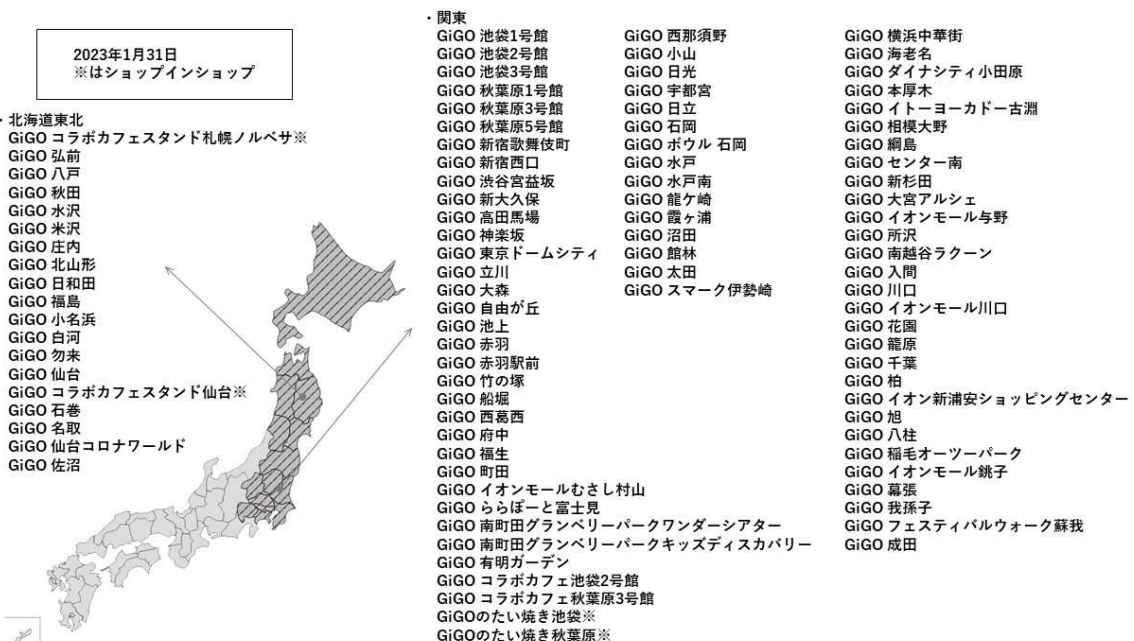 2023年1月31日
※はショップインショップ
・北海道東北
GiGO コラボカフェスタンド札幌ノルベサ※
GiGO 弘前
GiGO 八戸
GiGO 秋田
GiGO 水沢
GiGO 米沢
GiGO 庄内
GiGO 北山形
GiGO 日和田
GiGO 福島
GiGO 小名浜
GiGO 白河
GiGO 勿来
GiGO 仙台
GiGO コラボカフェスタンド仙台※
GiGO 石巻
GiGO 名取
GiGO 仙台コロナワールド
GiGO 佐沼
・関東
GiGO 池袋1号館
GiGO 池袋2号館
GiGO 池袋3号館
GiGO 秋葉原1号館
GiGO 秋葉原3号館
GiGO 秋葉原5号館
GiGO 新宿歌舞伎町
GiGO 新宿西口
GiGO 渋谷宮益坂
GiGO 新大久保
GiGO 高田馬場
GiGO 神楽坂
GiGO 東京ドームシティ
GiGO 立川
GiGO 大森
GiGO 自由が丘
GiGO 池上
GiGO 赤羽
GiGO 赤羽駅前
GiGO 竹の塚
GiGO 船堀
GiGO 西葛西
GiGO 府中
GiGO 福生
GiGO 町田
GiGO イオンモールむさし村山
GiGO ららぽーと富士見
GiGO 南町田グランベリーパークワンダーシアター
GiGO 南町田グランベリーパークキッズディスカバリー
GiGO 有明ガーデン
GiGO コラボカフェ池袋2号館
GiGO コラボカフェ秋葉原3号館
GiGOのたい焼き池袋※
GiGOのたい焼き秋葉原※
GiGO 西那須野
GiGO 小山
GiGO 日光
GiGO 宇都宮
GiGO 日立
GiGO 石岡
GiGO ボウル 石岡
GiGO 水戸
GiGO 水戸南
GiGO 龍ケ崎
GiGO 霞ヶ浦
GiGO 沼田
GiGO 館林
GiGO 太田
GiGO スマーク伊勢崎
GiGO 横浜中華街
GiGO 海老名
GiGO ダイナシティ小田原
GiGO 本厚木
GiGO イトーヨーカドー古淵
GiGO 相模大野
GiGO 綱島
GiGO センター南
GiGO 新杉田
GiGO 大宮アルシェ
GiGO イオンモール与野
GiGO 所沢
GiGO 南越谷ラクーン
GiGO 入間
GiGO 川口
GiGO イオンモール川口
GiGO 花園
GiGO 籠原
GiGO 千葉
GiGO 柏
GiGO イオン新浦安ショッピングセンター
GiGO 旭
GiGO 八柱
GiGO 稲毛オーツーパーク
GiGO イオンモール銚子
GiGO 幕張
GiGO 我孫子
GiGO フェスティバルウォーク蘇我
GiGO 成田